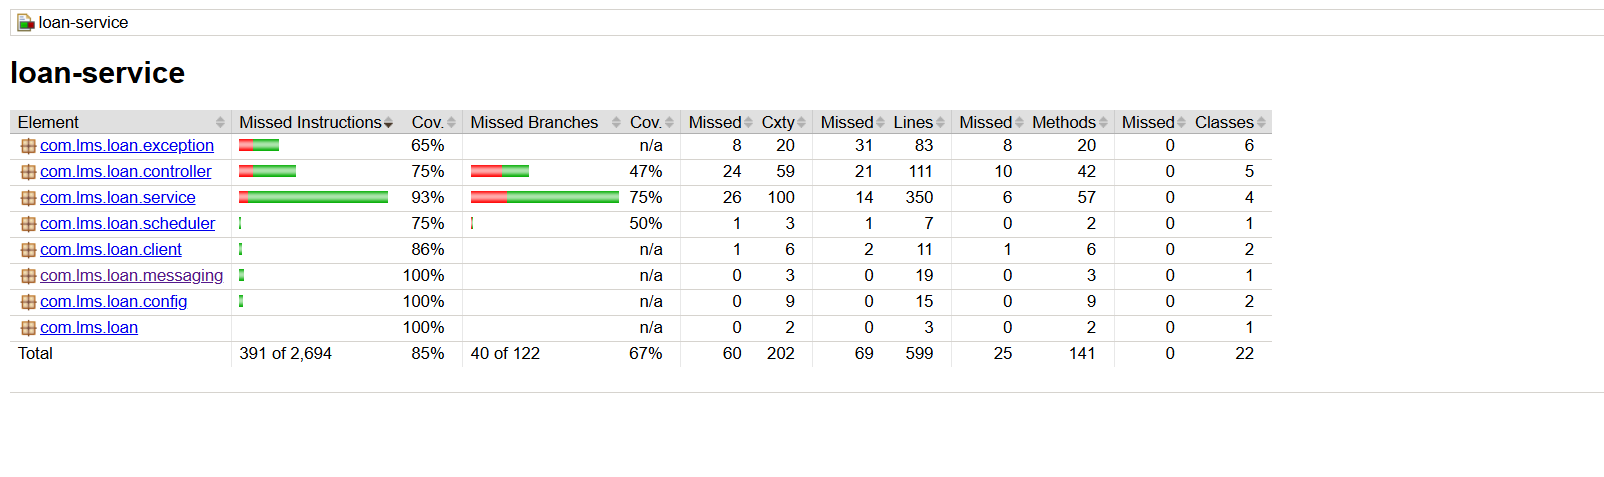 loan-service
loan-service
Element Missed Instructions Cov. Missed Branches Cov. Missed Cxty Missed Lines Missed Methods Missed Classes
com.lms.loan.exception 65% n/a 8 20 31 83 8 20 0 6
com.lms.loan.controller 75% 47% 24 59 21 111 10 42 0 5
com.lms.loan.service 93% 75% 26 100 14 350 6 57 0 4
com.lms.loan.scheduler 75% 50% 1 3 1 7 0 2 0 1
com.lms.loan.client 86% n/a 1 6 2 11 1 6 0 2
com.lms.loan.messaging 100% n/a 0 3 0 19 0 3 0 1
com.lms.loan.config 100% n/a 0 9 0 15 0 9 0 2
com.lms.loan 100% n/a 0 2 0 3 0 2 0 1
Total 391 of 2,694 85% 40 of 122 67% 60 202 69 599 25 141 0 22